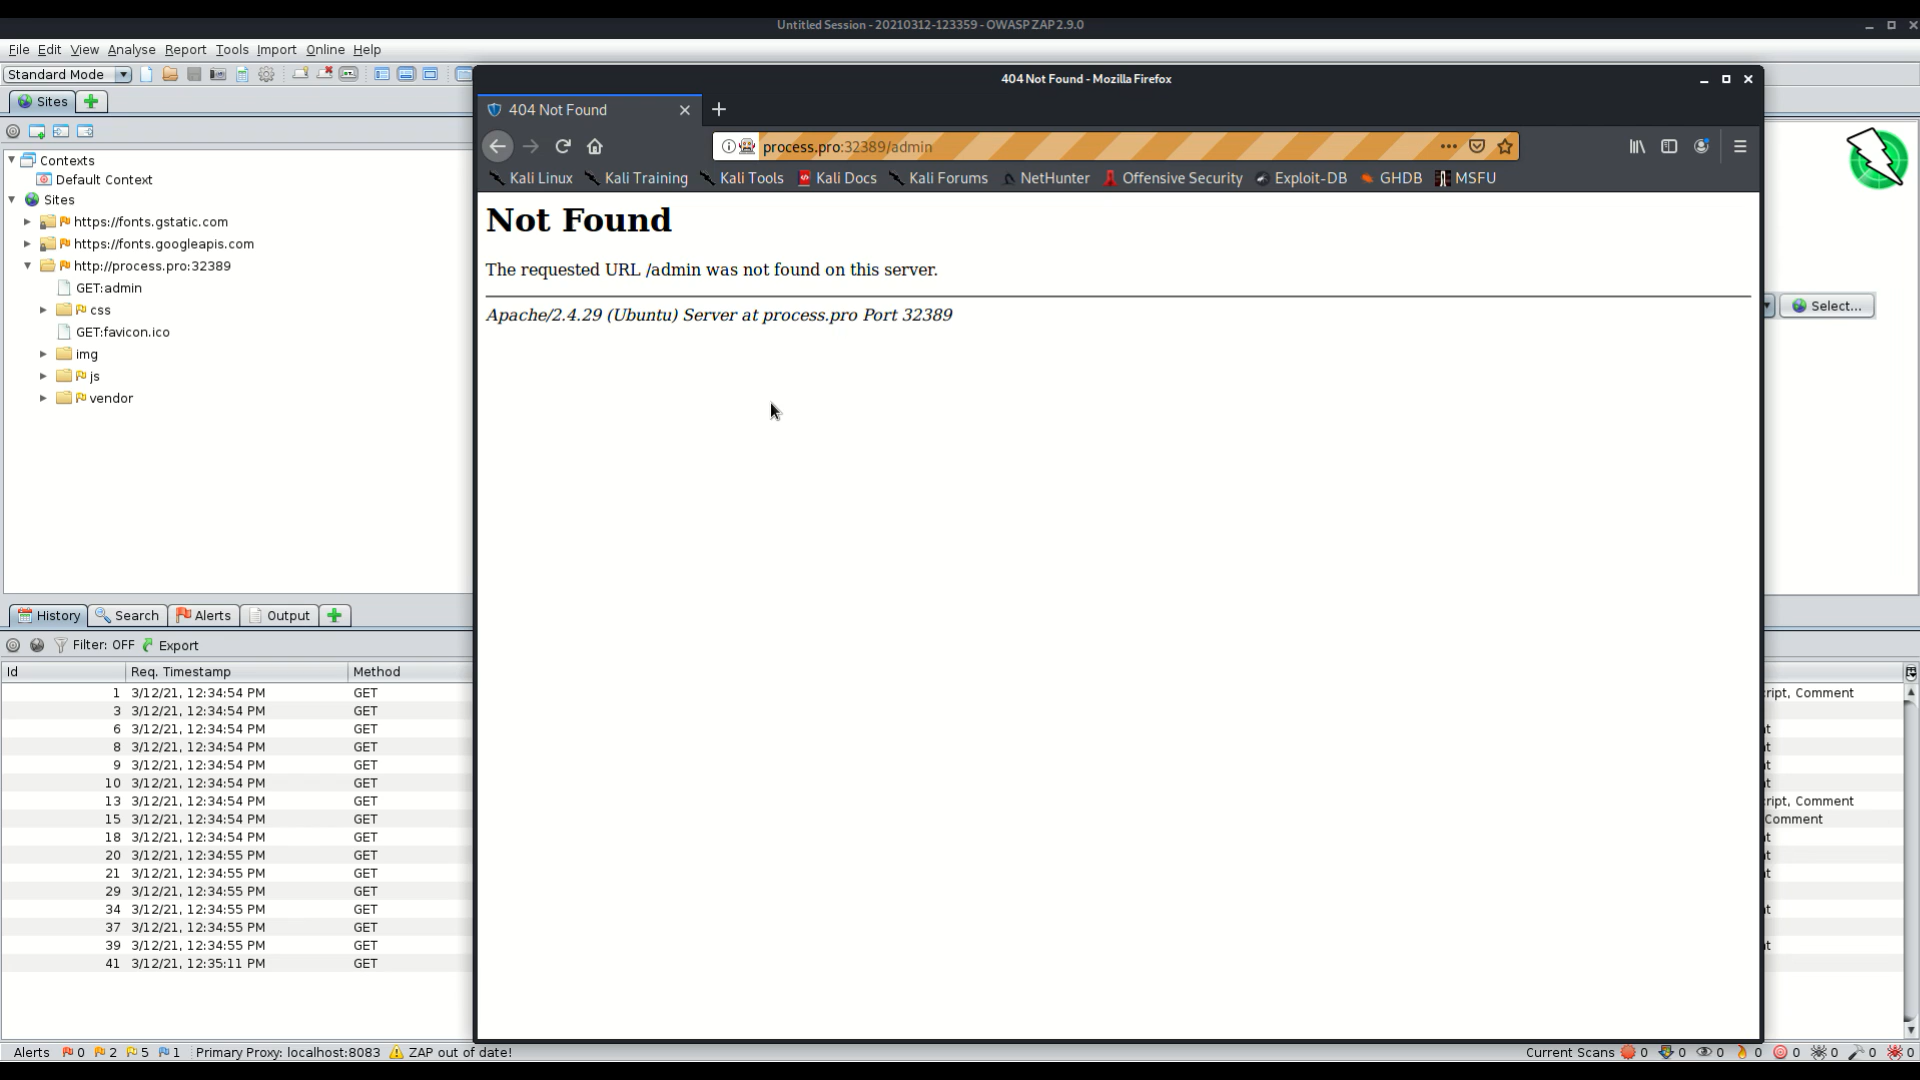 Untitled Session - 20210312-123359 - OWASP ZAP 2.9.0
File Edit View Analyse Report Tools Import Online Help
Standard Mode
Sites
Contexts
Default Context
Sites
https://fonts.gstatic.com
https://fonts.googleapis.com
http://process.pro:32389
GET:admin
css
GET:favicon.ico
img
js
vendor
404 Not Found - Mozilla Firefox
404 Not Found
process.pro:32389/admin
Kali Linux Kali Training Kali Tools Kali Docs Kali Forums NetHunter Offensive Security Exploit-DB GHDB MSFU
Not Found
The requested URL /admin was not found on this server.
Apache/2.4.29 (Ubuntu) Server at process.pro Port 32389
Select...
History Search Alerts Output
Filter: OFF Export
Id Req. Timestamp Method
1 3/12/21, 12:34:54 PM GET ript, Comment
3 3/12/21, 12:34:54 PM GET
6 3/12/21, 12:34:54 PM GET
8 3/12/21, 12:34:54 PM GET
9 3/12/21, 12:34:54 PM GET
10 3/12/21, 12:34:54 PM GET
13 3/12/21, 12:34:54 PM GET ript, Comment
15 3/12/21, 12:34:54 PM GET Comment
18 3/12/21, 12:34:54 PM GET
20 3/12/21, 12:34:55 PM GET
21 3/12/21, 12:34:55 PM GET
29 3/12/21, 12:34:55 PM GET
34 3/12/21, 12:34:55 PM GET
37 3/12/21, 12:34:55 PM GET
39 3/12/21, 12:34:55 PM GET
41 3/12/21, 12:35:11 PM GET
Alerts 0 2 5 1 Primary Proxy: localhost:8083 ZAP out of date! Current Scans 0 0 0 0 0 0 0 0